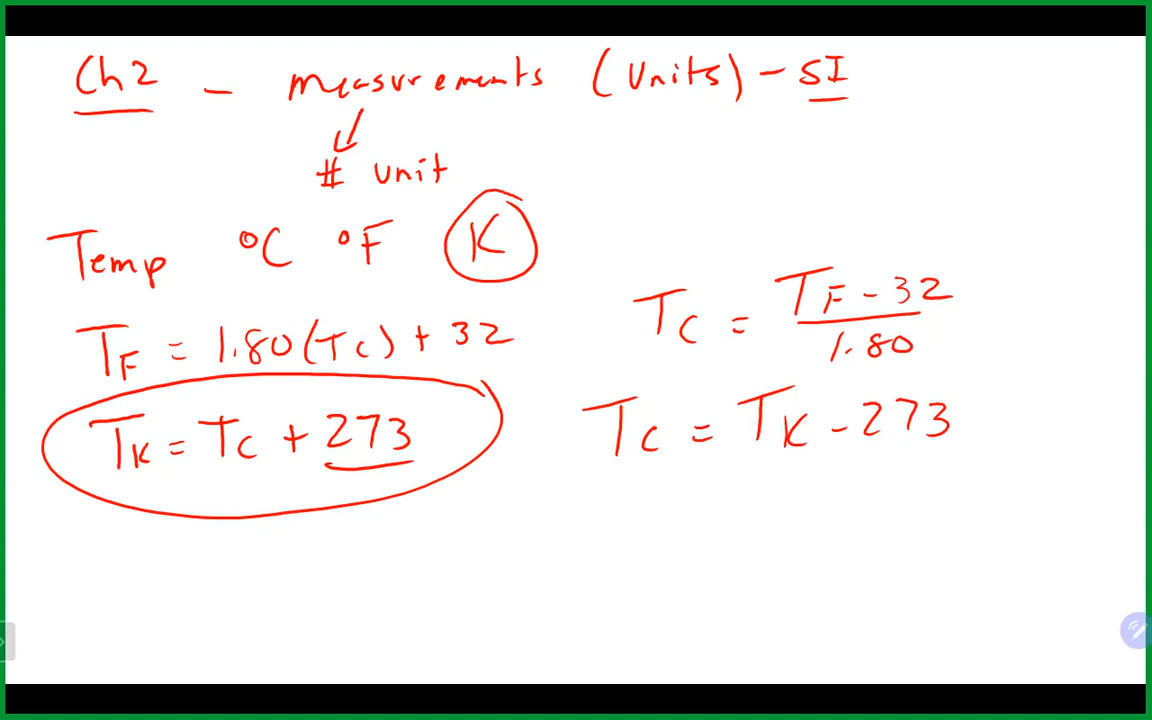 Ch2 - measurements (Units) - SI
# unit
Temp °C °F K
TF = 1.80(TC) + 32
TC = TF - 32 / 1.80
TK = TC + 273
TC = TK - 273